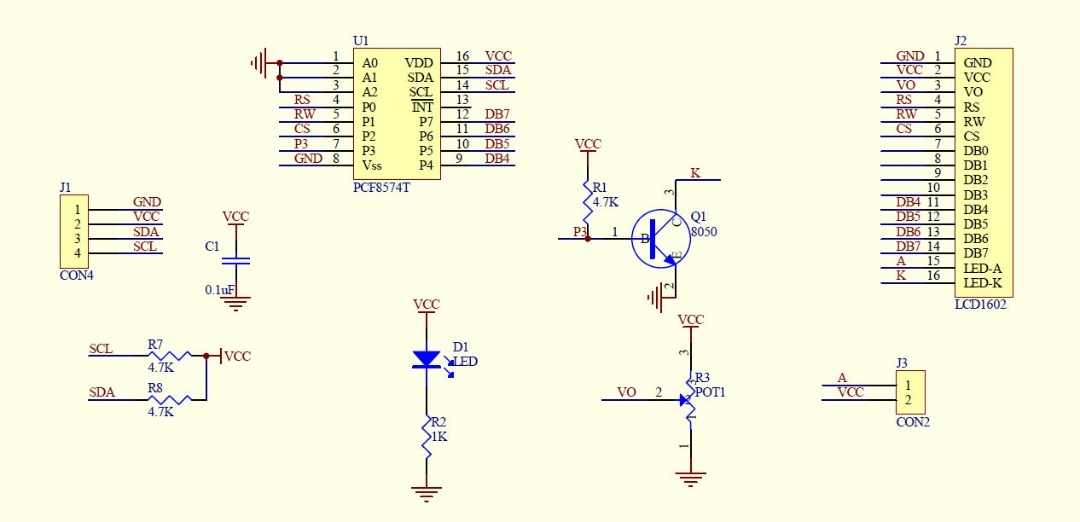 U1
1 A0 VDD 16 VCC
2 A1 SDA 15 SDA
3 A2 SCL 14 SCL
RS 4 P0 INT 13
RW 5 P1 P7 12 DB7
CS 6 P2 P6 11 DB6
P3 7 P3 P5 10 DB5
GND 8 Vss P4 9 DB4
PCF8574T
J2
GND 1 GND
VCC 2 VCC
VO 3 VO
RS 4 RS
RW 5 RW
CS 6 CS
7 DB0
8 DB1
9 DB2
10 DB3
DB4 11 DB4
DB5 12 DB5
DB6 13 DB6
DB7 14 DB7
A 15 LED-A
K 16 LED-K
LCD1602
J1
1 GND
2 VCC
3 SDA
4 SCL
CON4
VCC
C1
0.1uF
VCC
R1
4.7K
P3
1 B
3 C
K
Q1
8050
E 2
SCL R7 VCC
4.7K
SDA R8
4.7K
VCC
D1
LED
R2
1K
VCC
3
R3
POT1
VO 2
1
J3
A 1
VCC 2
CON2